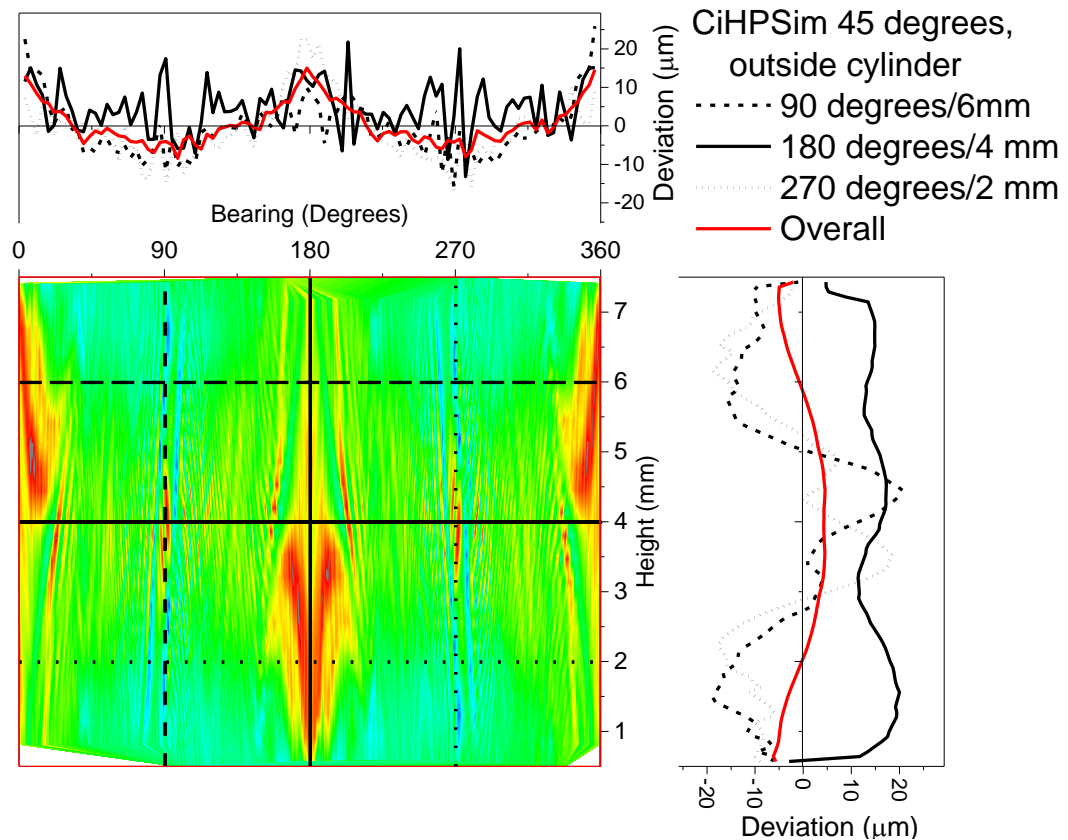 CiHPSim 45 degrees,
outside cylinder
90 degrees/6mm
180 degrees/4 mm
270 degrees/2 mm
Overall
20
10
0
-10
-20
Deviation (μm)
Bearing (Degrees)
0 90 180 270 360
7
6
5
4
3
2
1
Height (mm)
-20 -10 0 10 20
Deviation (μm)